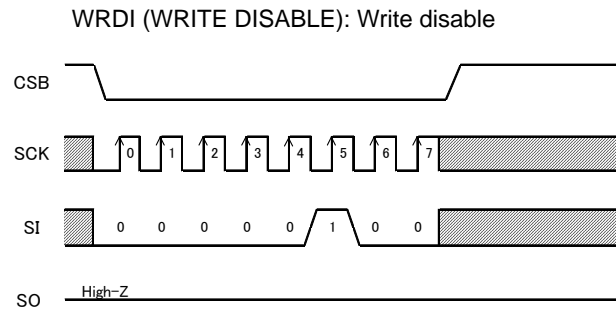 WRDI (WRITE DISABLE): Write disable
CSB
SCK 0 1 2 3 4 5 6 7
SI 0 0 0 0 0 1 0 0
SO High-Z